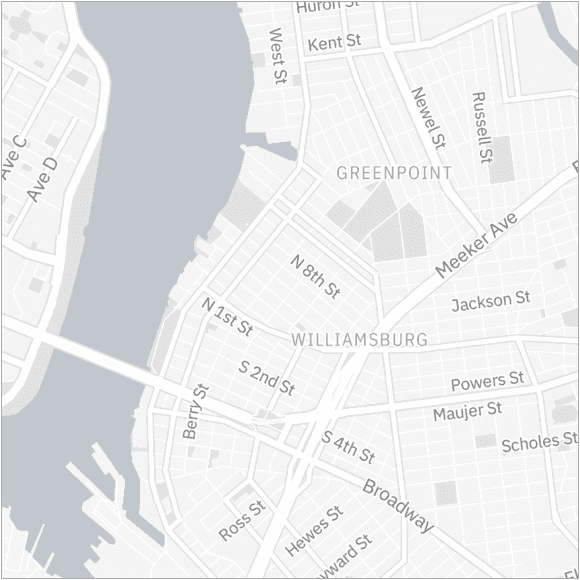 Huron St
Kent St
West St
Newel St
Russell St
Ave C
Ave D
GREENPOINT
Meeker Ave
N 8th St
Jackson St
N 1st St
WILLIAMSBURG
S 2nd St
Powers St
Maujer St
Berry St
S 4th St
Scholes St
Broadway
Ross St
Hewes St
yward St